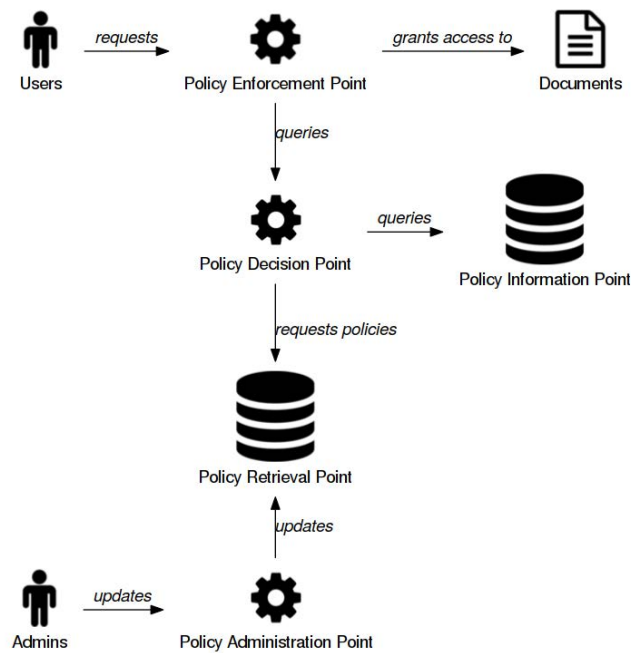 requests
grants access to
Users
Policy Enforcement Point
Documents
queries
queries
Policy Decision Point
Policy Information Point
requests policies
Policy Retrieval Point
updates
updates
Admins
Policy Administration Point